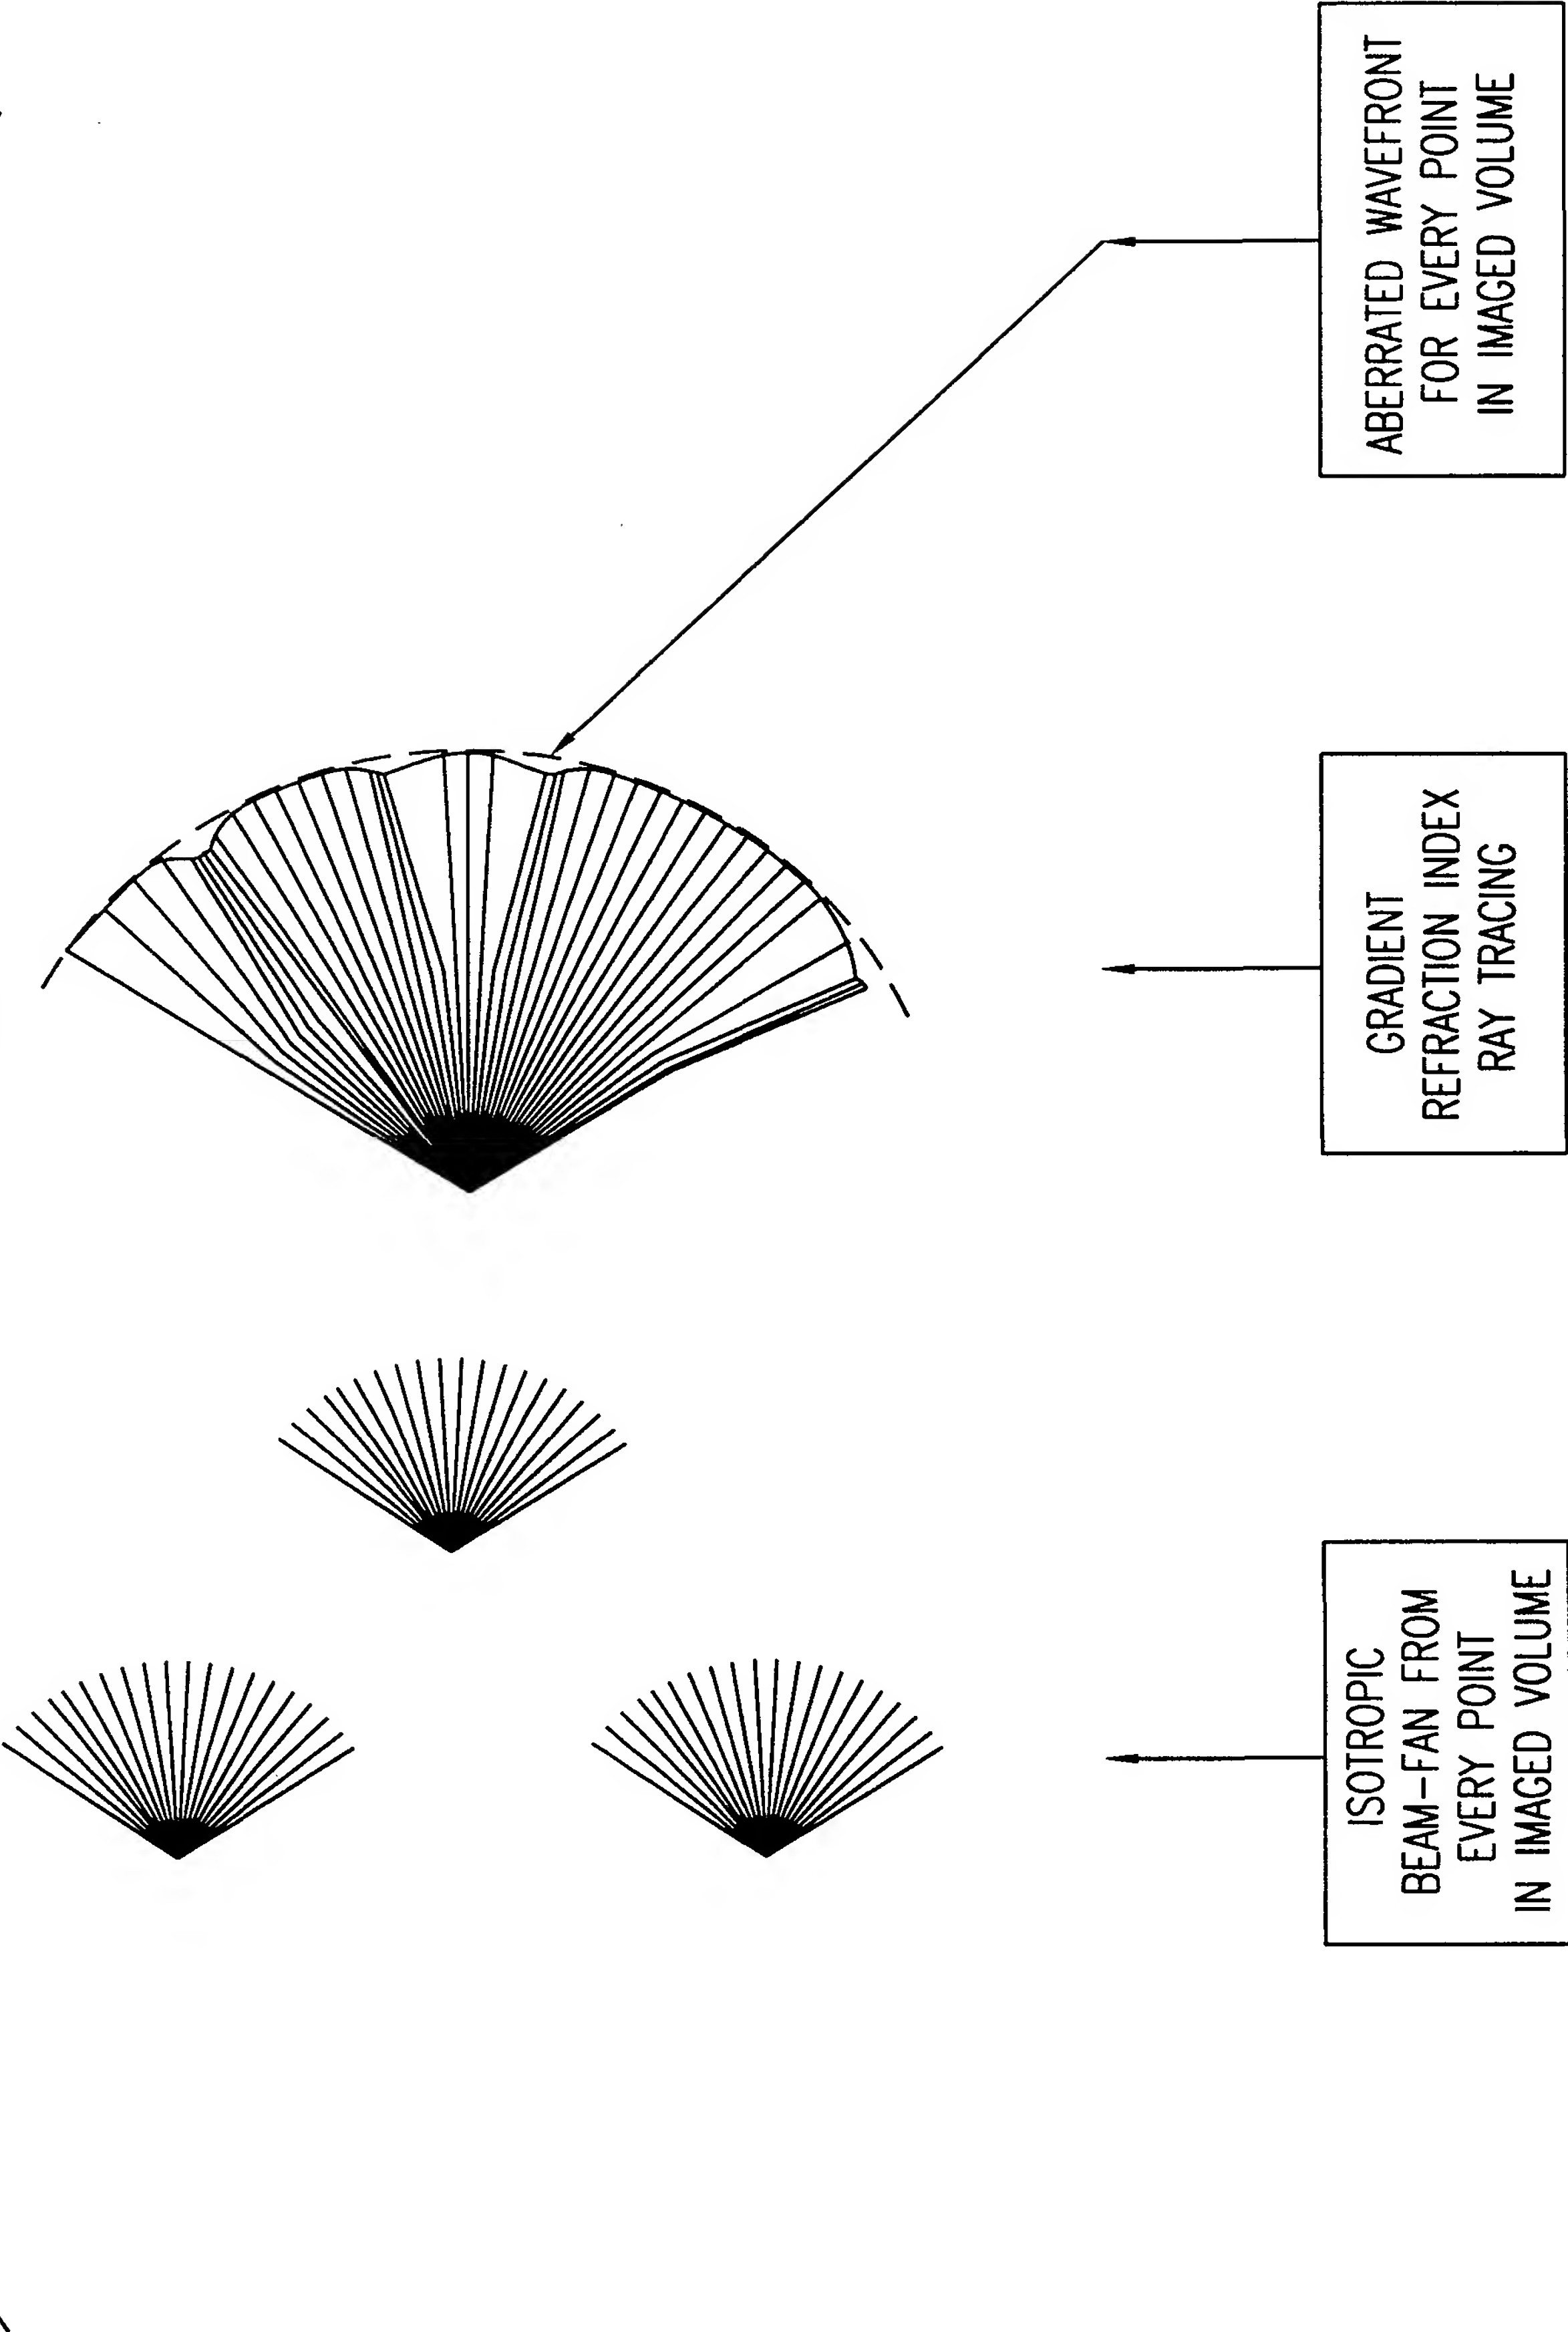 ISOTROPIC
BEAM-FAN FROM
EVERY POINT
IN IMAGED VOLUME
GRADIENT
REFRACTION INDEX
RAY TRACING
ABERRATED WAVEFRONT
FOR EVERY POINT
IN IMAGED VOLUME